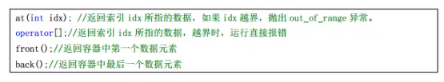 at(int idx); //返回索引 idx 所指的数据，如果 idx 越界，抛出 out_of_range 异常。
operator[];//返回索引 idx 所指的数据，越界时，运行直接报错
front();//返回容器中第一个数据元素
back();//返回容器中最后一个数据元素